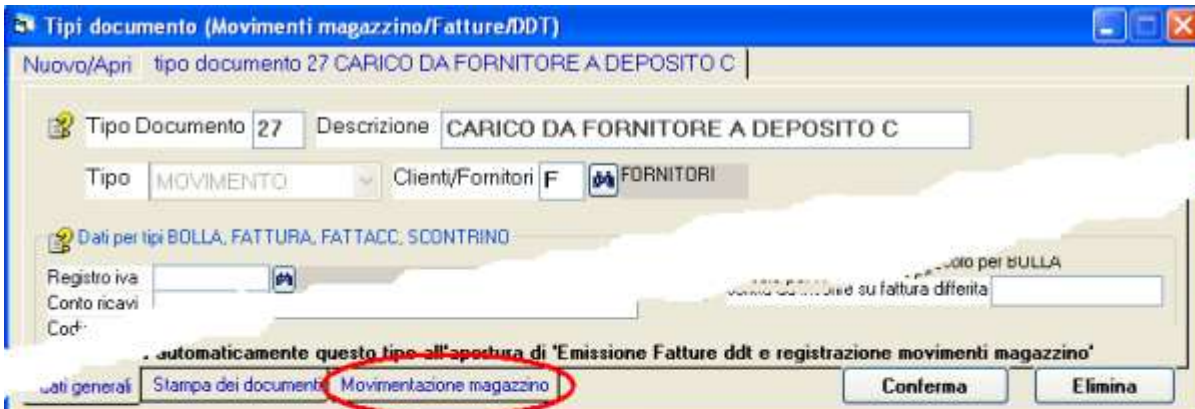 Tipi documento (Movimenti magazzino/Fatture/DDT)
Nuovo/Apri tipo documento 27 CARICO DA FORNITORE A DEPOSITO C
Tipo Documento 27 Descrizione CARICO DA FORNITORE A DEPOSITO C
Tipo MOVIMENTO Clienti/Fornitori F FORNITORI
Dati per tipi BOLLA, FATTURA, FATTACC, SCONTRINO
per BULLA
Registro iva
su fattura differita
Conto ricavi
automaticamente questo tipo all'apertura di 'Emissione Fatture ddt e registrazione movimenti magazzino'
Dati generali Stampa dei documenti Movimentazione magazzino Conferma Elimina